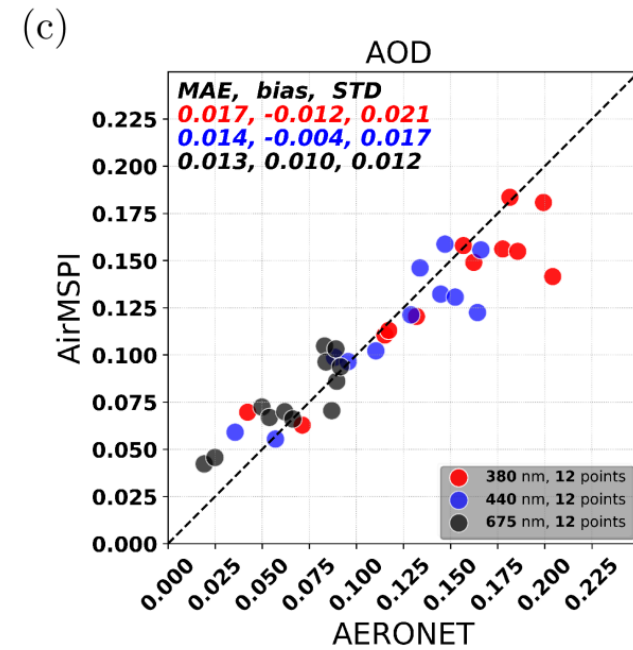 (c)
AOD
MAE, bias, STD
0.017, -0.012, 0.021
0.014, -0.004, 0.017
0.013, 0.010, 0.012
0.225
0.200
0.175
0.150
0.125
0.100
0.075
0.050
0.025
0.000
AirMSPI
380 nm, 12 points
440 nm, 12 points
675 nm, 12 points
0.000 0.025 0.050 0.075 0.100 0.125 0.150 0.175 0.200 0.225
AERONET